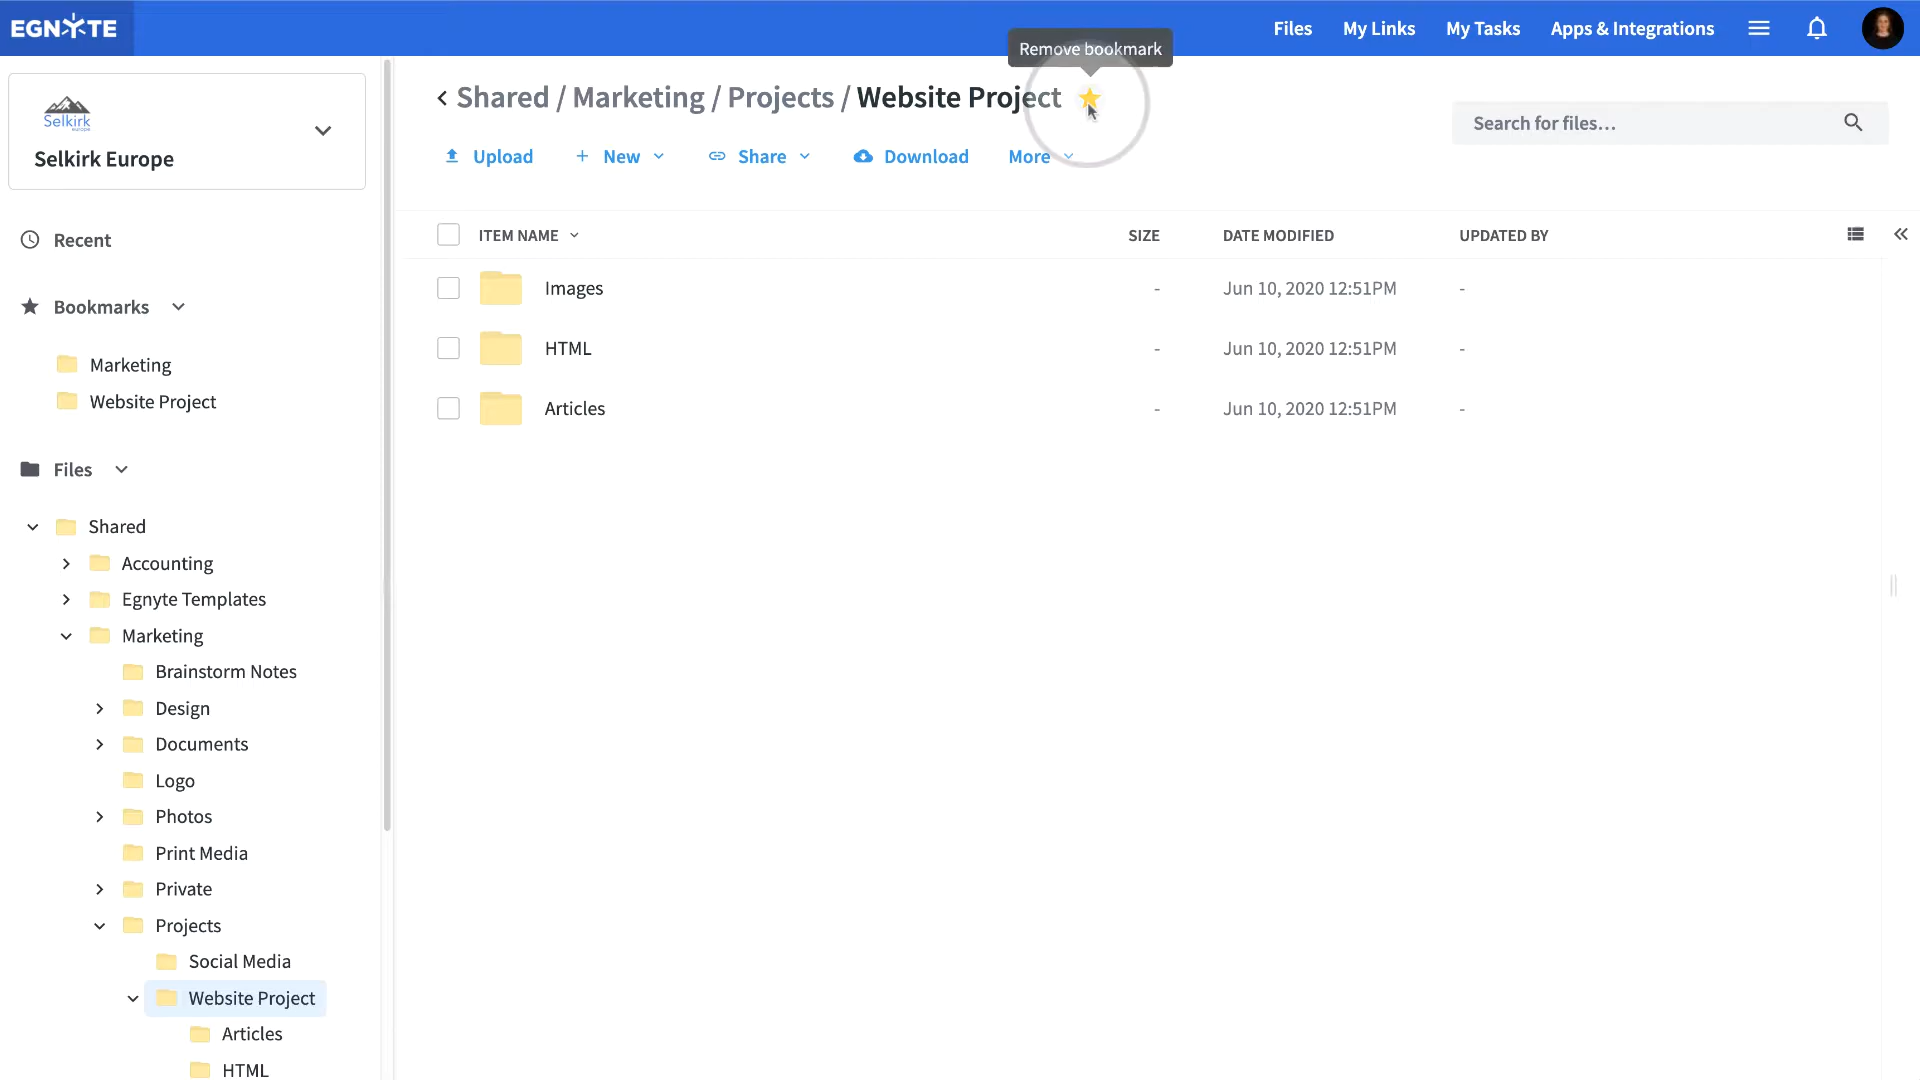 EGNYTE
Files
My Links
My Tasks
Apps & Integrations
Remove bookmark
Selkirk
europe
Selkirk Europe
Shared / Marketing / Projects / Website Project
Search for files...
Upload
New
Share
Download
More
Recent
ITEM NAME
SIZE
DATE MODIFIED
UPDATED BY
Images - Jun 10, 2020 12:51PM -
HTML - Jun 10, 2020 12:51PM -
Articles - Jun 10, 2020 12:51PM -
Bookmarks
Marketing
Website Project
Files
Shared
Accounting
Egnyte Templates
Marketing
Brainstorm Notes
Design
Documents
Logo
Photos
Print Media
Private
Projects
Social Media
Website Project
Articles
HTML